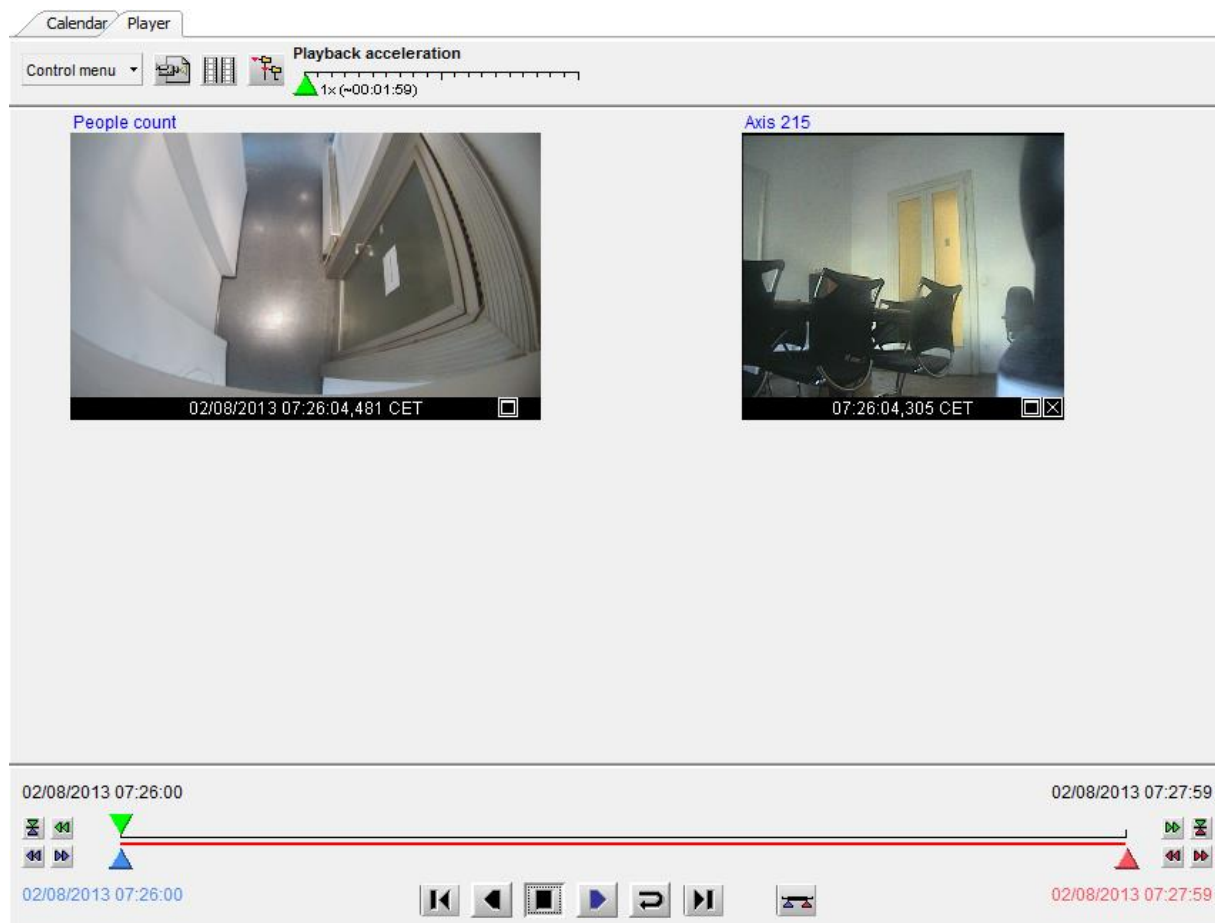 Calendar Player
Control menu
Playback acceleration
1x (~00:01:59)
People count
Axis 215
02/08/2013 07:26:04,481 CET
07:26:04,305 CET
02/08/2013 07:26:00
02/08/2013 07:27:59
02/08/2013 07:26:00
02/08/2013 07:27:59